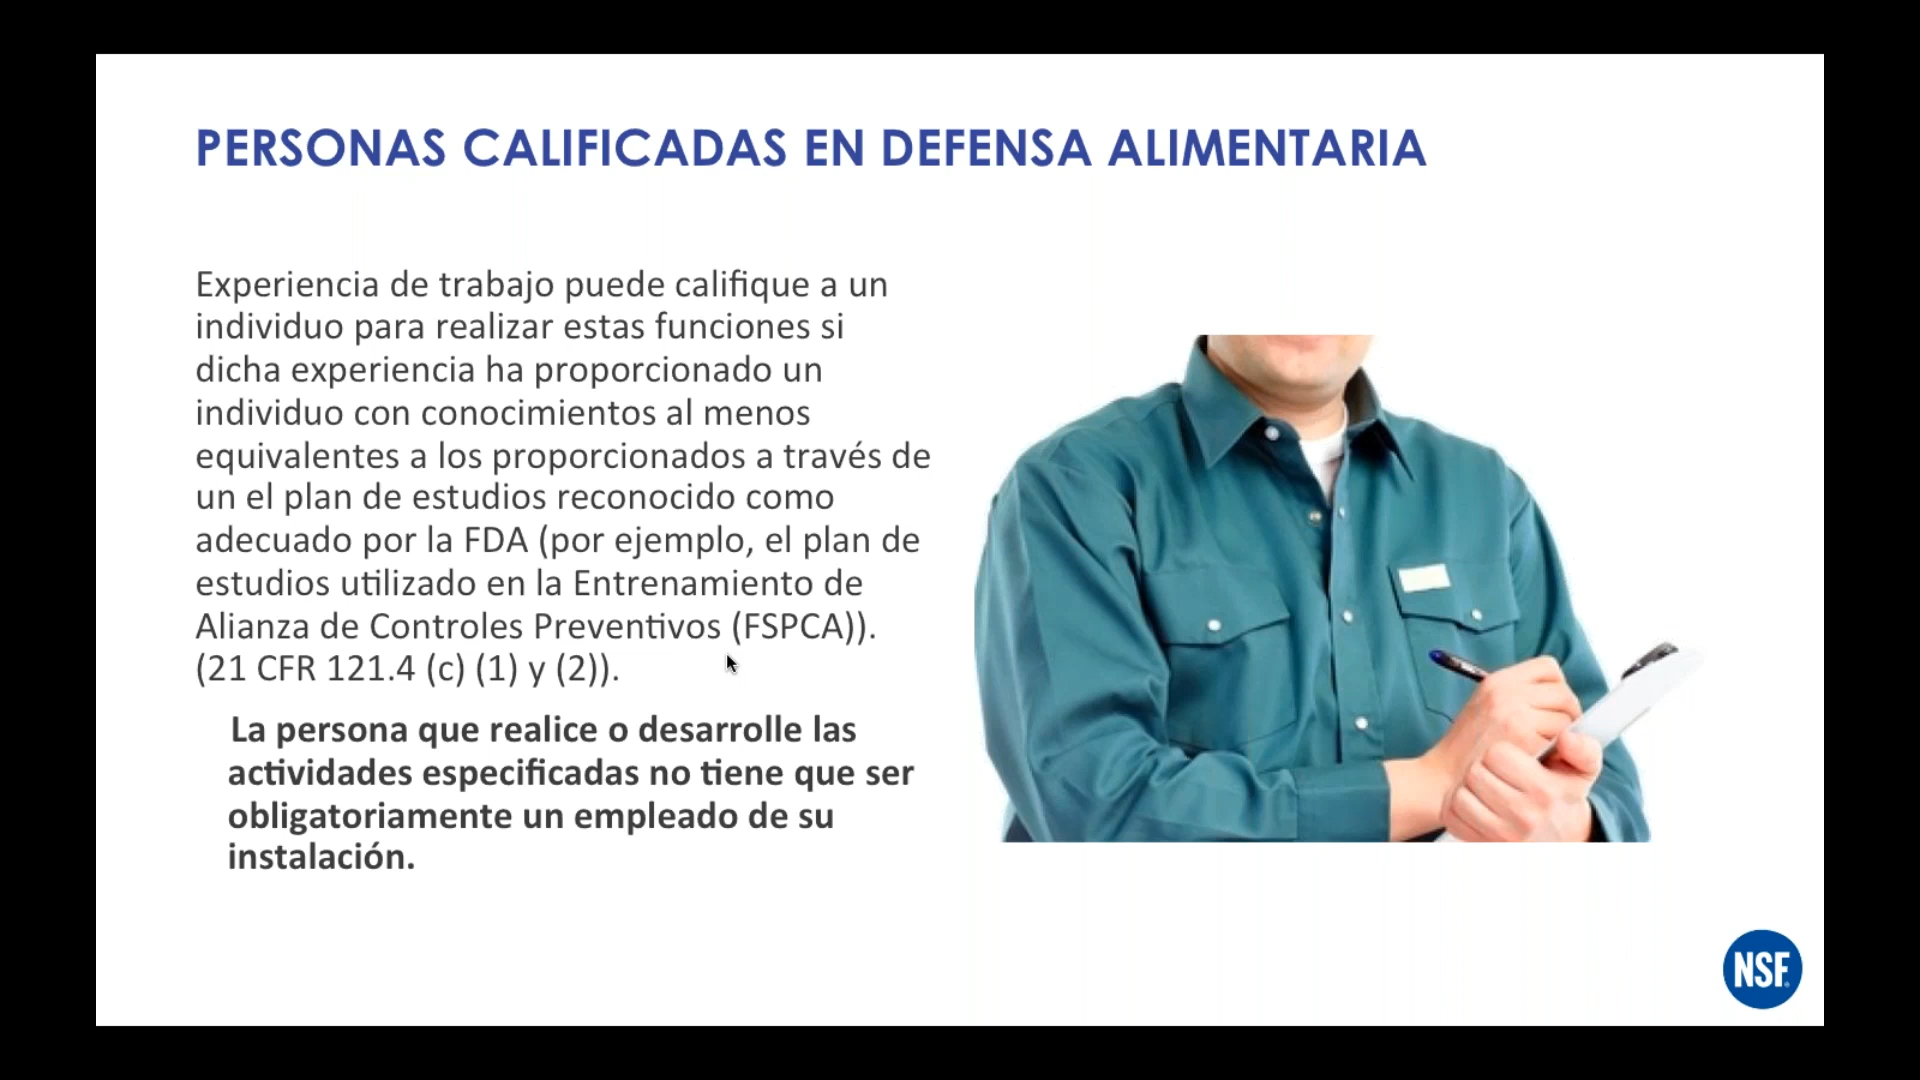 PERSONAS CALIFICADAS EN DEFENSA ALIMENTARIA
Experiencia de trabajo puede califique a un
individuo para realizar estas funciones si
dicha experiencia ha proporcionado un
individuo con conocimientos al menos
equivalentes a los proporcionados a través de
un el plan de estudios reconocido como
adecuado por la FDA (por ejemplo, el plan de
estudios utilizado en la Entrenamiento de
Alianza de Controles Preventivos (FSPCA)).
(21 CFR 121.4 (c) (1) y (2)).
La persona que realice o desarrolle las
actividades especificadas no tiene que ser
obligatoriamente un empleado de su
instalación.
NSF